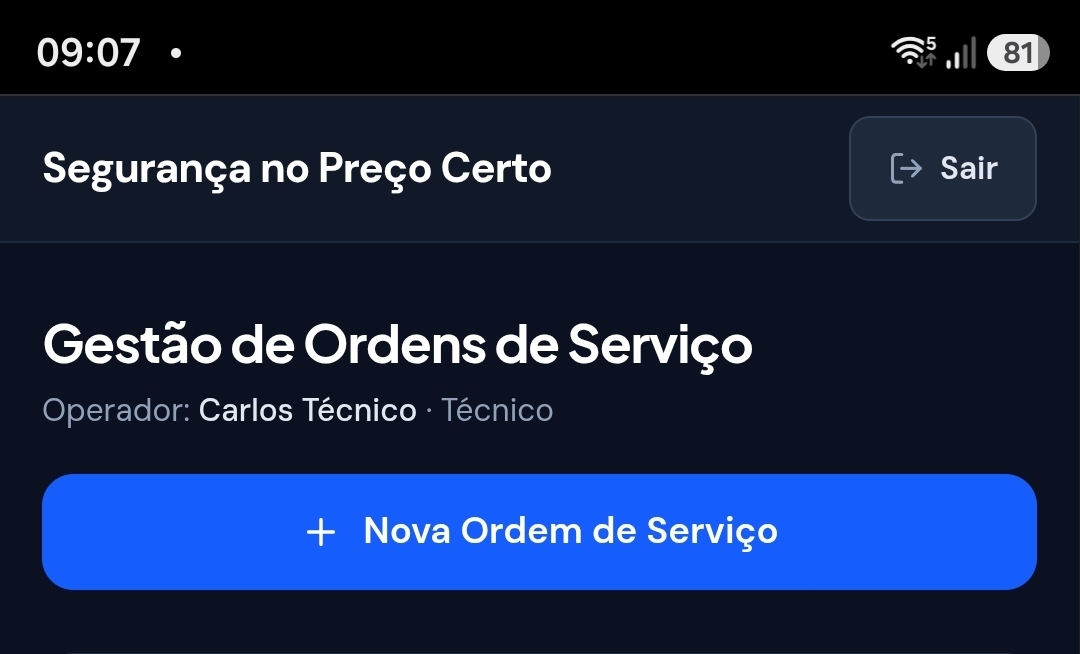 09:07 • 5 81
Segurança no Preço Certo Sair
Gestão de Ordens de Serviço
Operador: Carlos Técnico · Técnico
+ Nova Ordem de Serviço